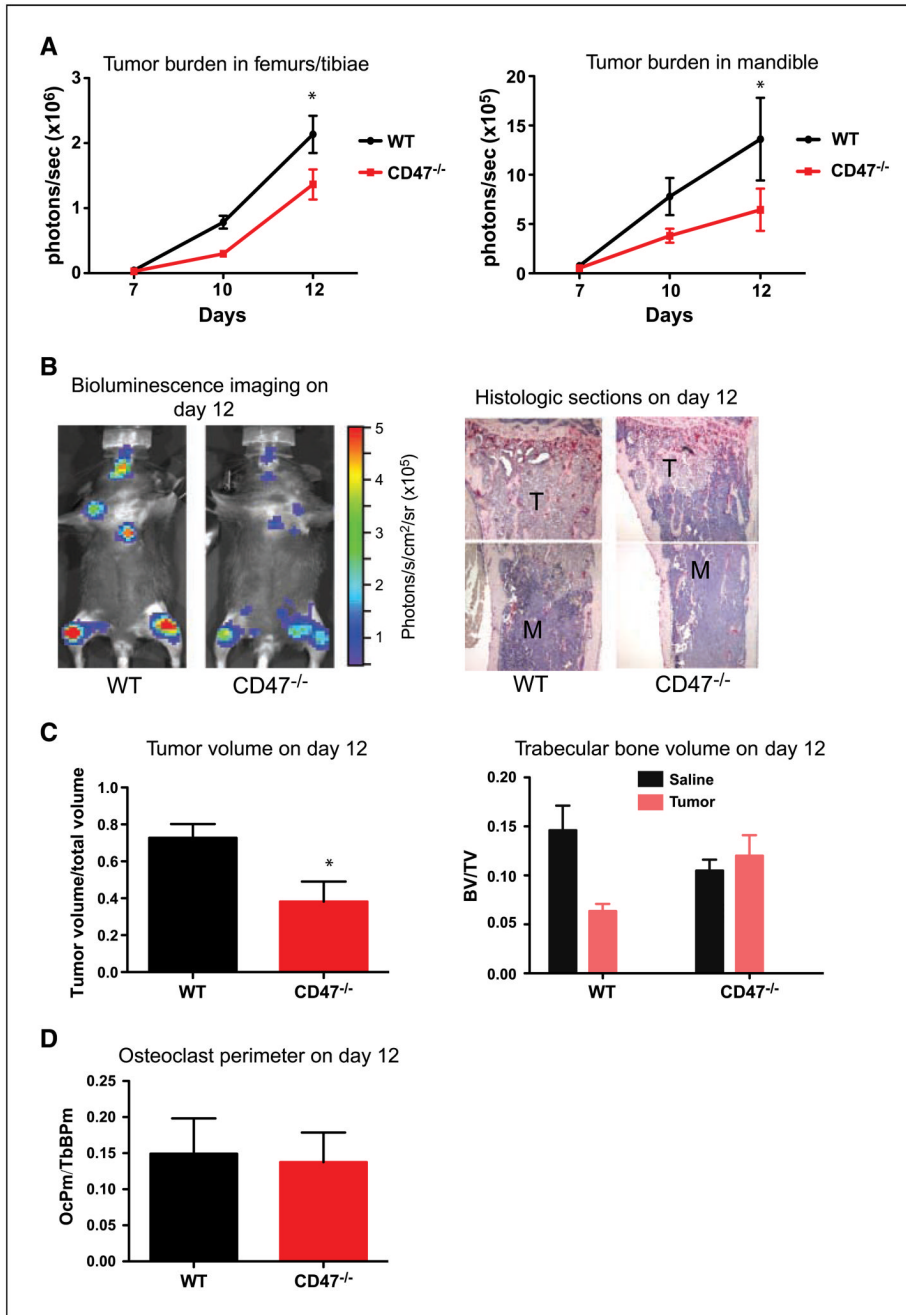 A
Tumor burden in femurs/tibiae
photons/sec (x10⁶)
3
2
1
0
*
WT
CD47⁻/⁻
7 10 12
Days
Tumor burden in mandible
photons/sec (x10⁵)
20
15
10
5
0
*
WT
CD47⁻/⁻
7 10 12
Days
B
Bioluminescence imaging on
day 12
5
4
3
2
1
Photons/s/cm²/sr (x10⁵)
WT CD47⁻/⁻
Histologic sections on day 12
T T
M M
WT CD47⁻/⁻
C
Tumor volume on day 12
Tumor volume/total volume
1.0
0.8
0.6
0.4
0.2
0.0
*
WT CD47⁻/⁻
Trabecular bone volume on day 12
Saline
Tumor
BV/TV
0.20
0.15
0.10
0.05
0.00
WT CD47⁻/⁻
D
Osteoclast perimeter on day 12
OcPm/TbBPm
0.25
0.20
0.15
0.10
0.05
0.00
WT CD47⁻/⁻